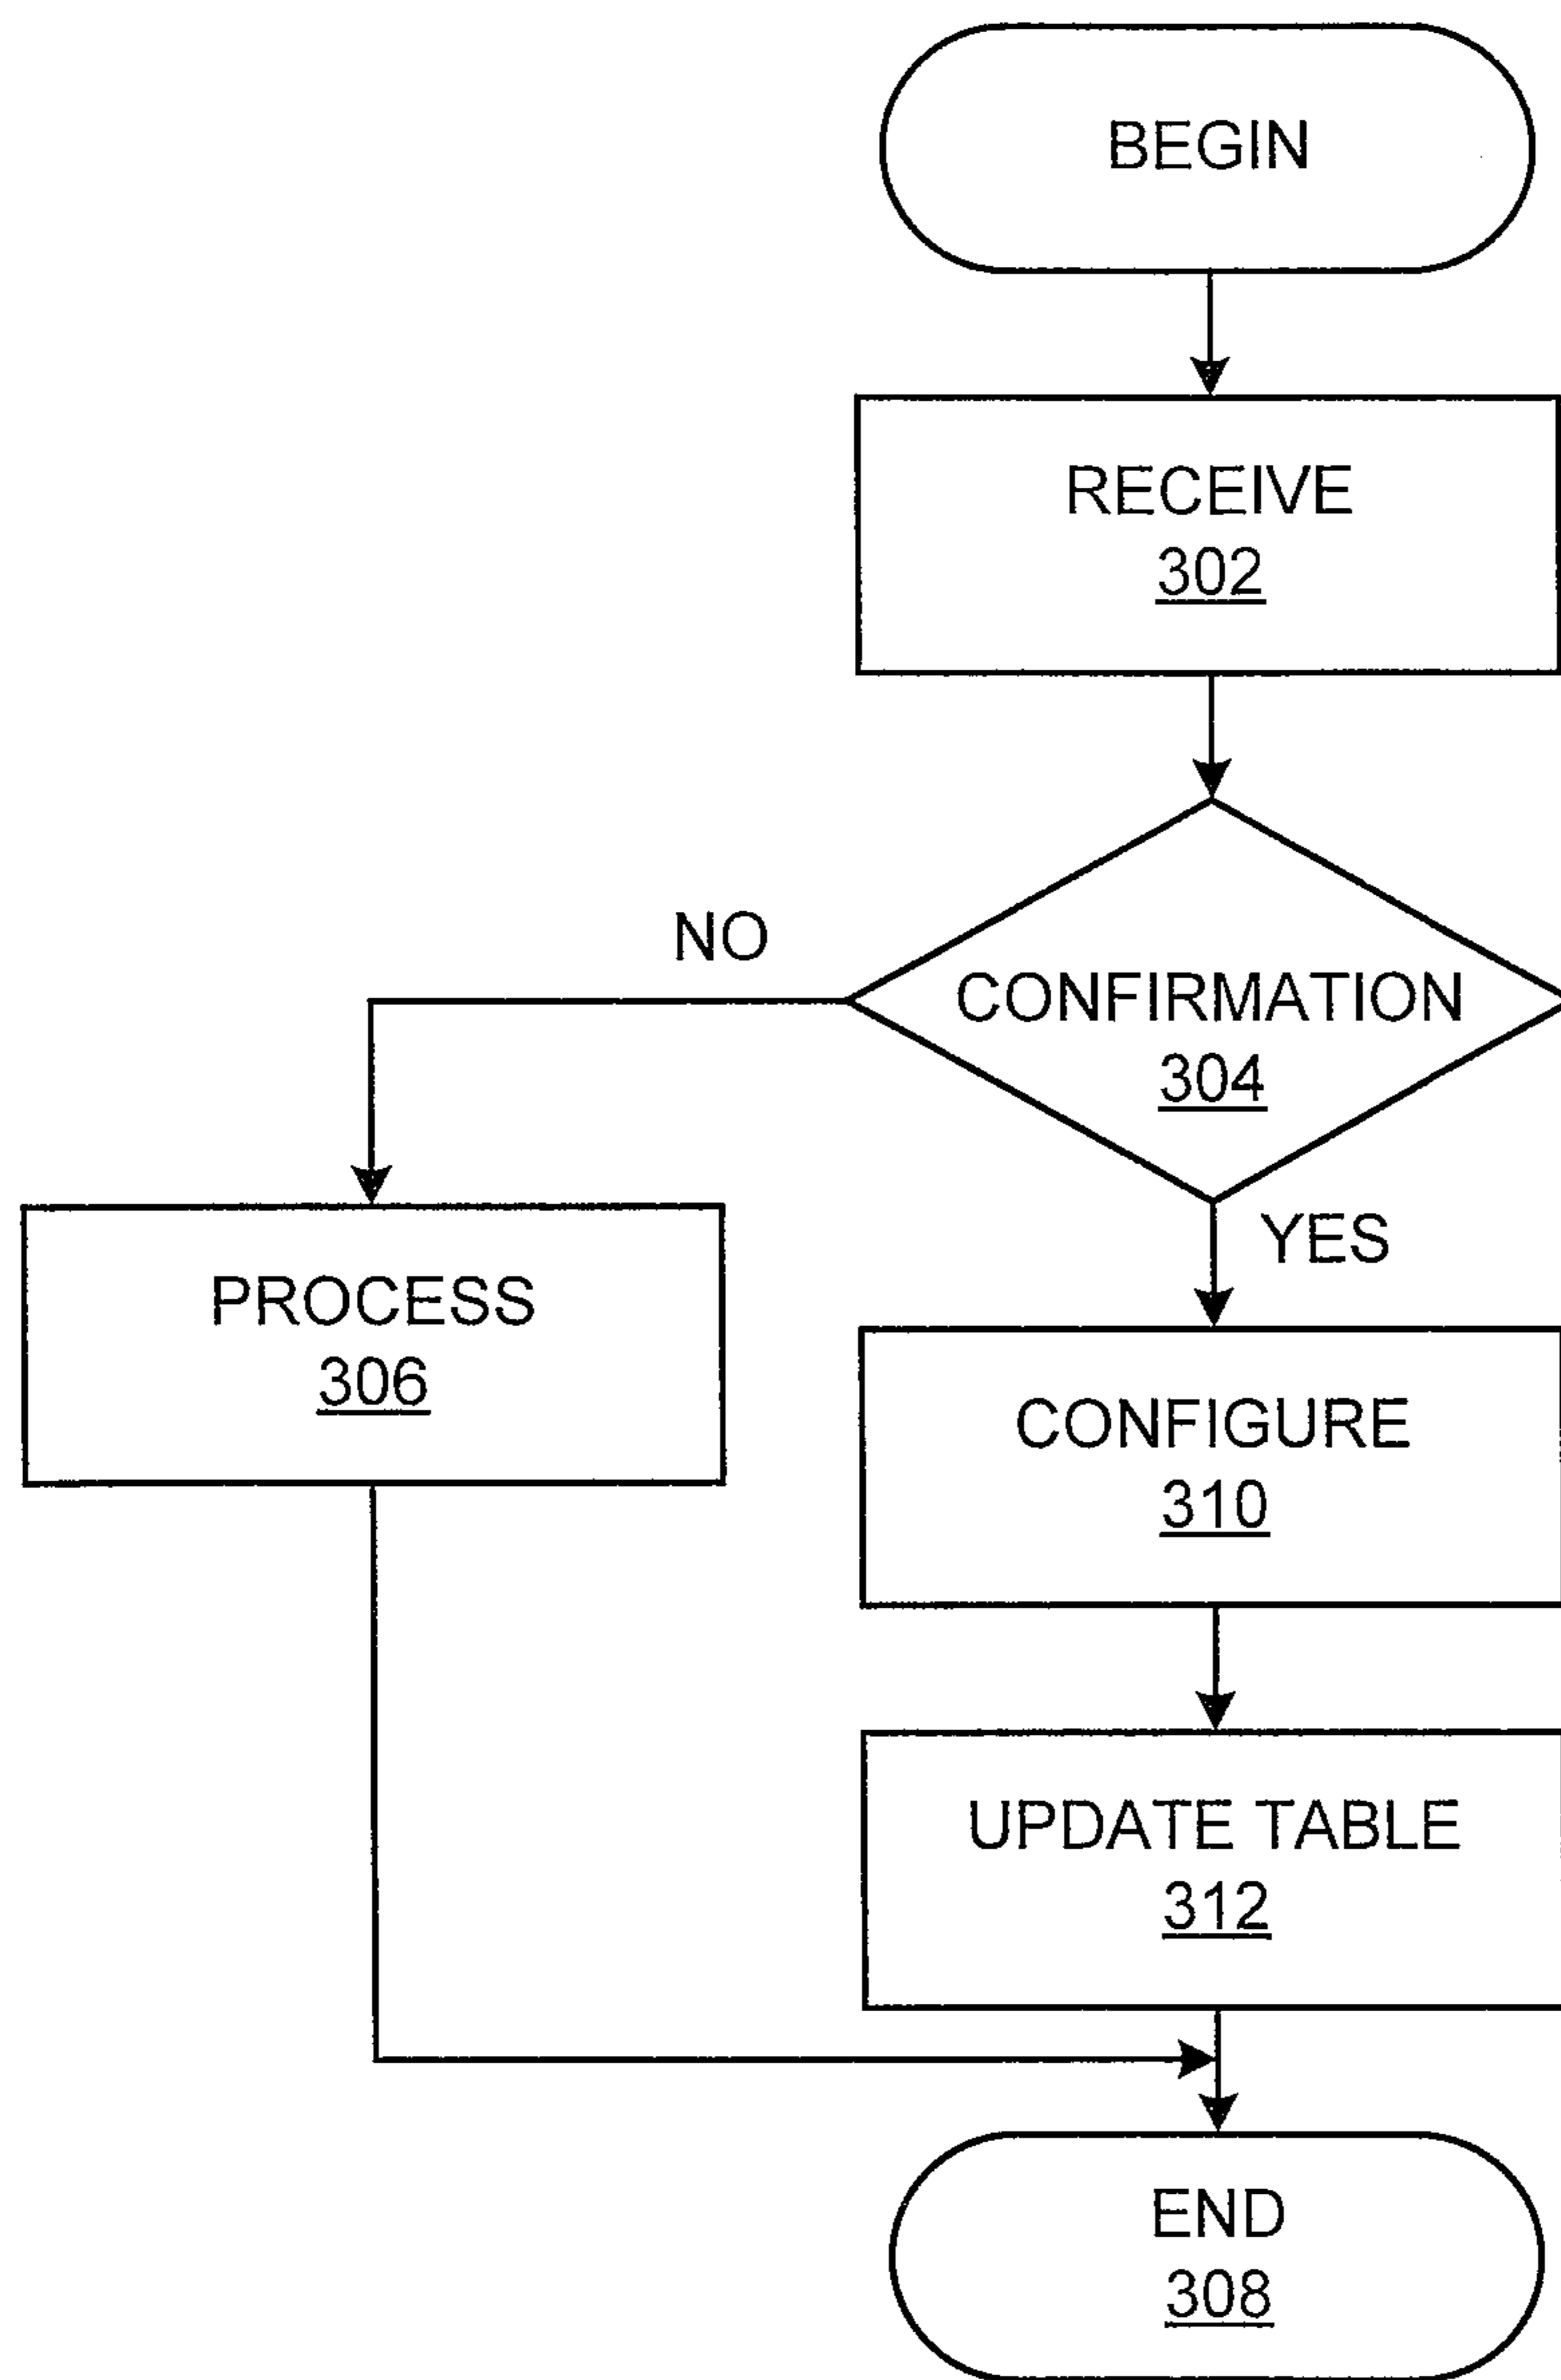 BEGIN
RECEIVE
302
NO
CONFIRMATION
304
YES
PROCESS
306
CONFIGURE
310
UPDATE TABLE
312
END
308